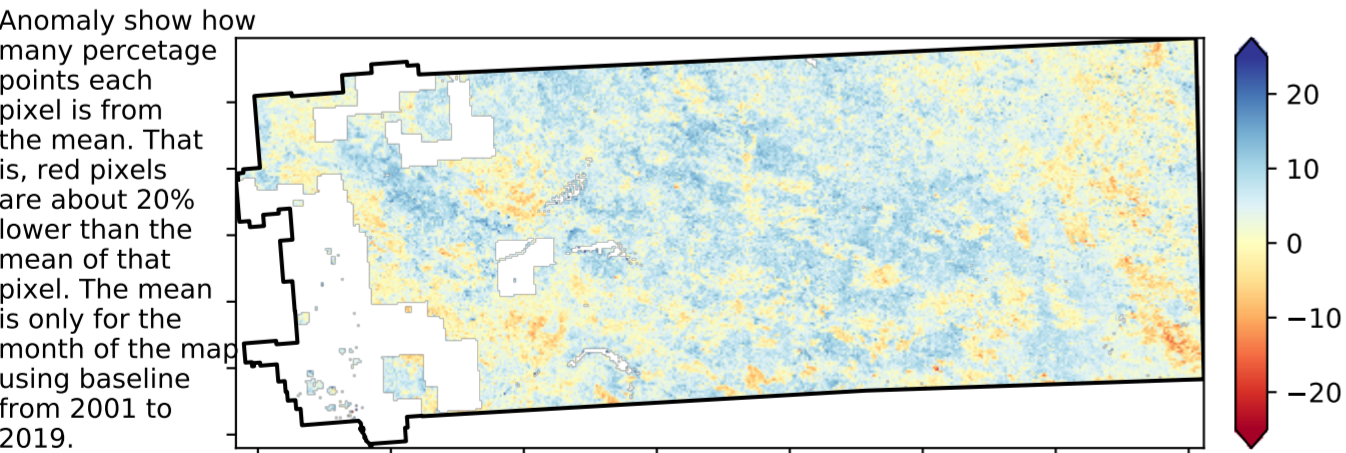 Anomaly show how
many percetage
points each
pixel is from
the mean. That
is, red pixels
are about 20%
lower than the
mean of that
pixel. The mean
is only for the
month of the map
using baseline
from 2001 to
2019.
20
10
0
−10
−20